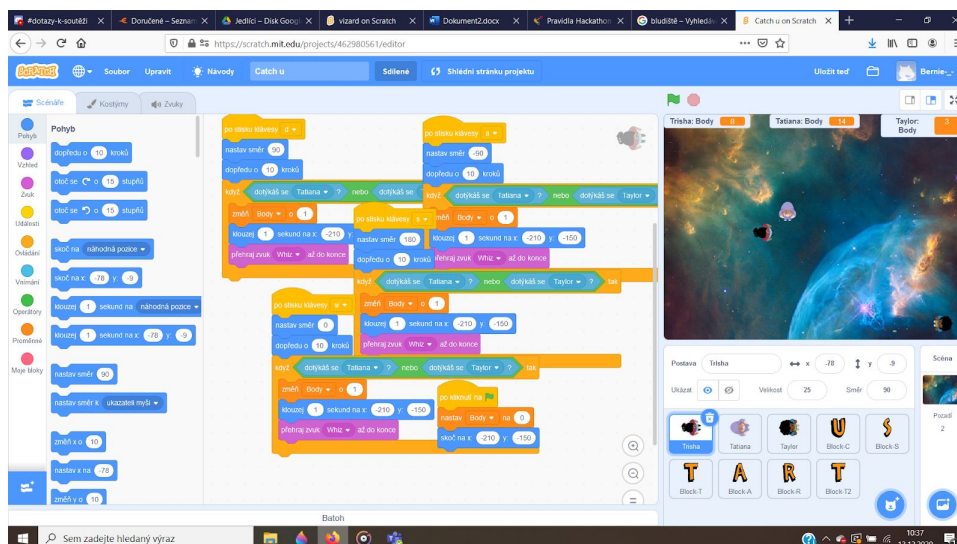 #dotazy-k-soutěži
Doručené – Seznam
Jedlíci – Disk Googl
vizard on Scratch
Dokument2.docx
Pravidla Hackathon
bludiště – Vyhledáv
Catch u on Scratch
https://scratch.mit.edu/projects/462980561/editor
SCRATCH Soubor Upravit Návody Catch u Sdílené Shlédni stránku projektu Uložit teď Bernie-_-
Scénáře Kostýmy Zvuky
Pohyb
Vzhled
Zvuk
Události
Ovládání
Vnímání
Operátory
Proměnné
Moje bloky
Pohyb
dopředu o 10 kroků
otoč se 15 stupňů
otoč se 15 stupňů
skoč na náhodná pozice
skoč na x: -78 y: -9
klouzej 1 sekund na náhodná pozice
klouzej 1 sekund na x: -78 y: -9
nastav směr 90
nastav směr k ukazateli myši
změň x o 10
nastav x na -78
změň y o 10
po stisku klávesy d
nastav směr 90
dopředu o 10 kroků
když dotýkáš se Tatiana ? nebo dotýkáš se
změň Body o 1
klouzej 1 sekund na x: -210 y:
přehraj zvuk Whiz až do konce
po stisku klávesy a
nastav směr -90
dopředu o 10 kroků
když dotýkáš se Tatiana ? nebo dotýkáš se Taylor
měň Body o 1
klouzej 1 sekund na x: -210 y: -150
přehraj zvuk Whiz až do konce
po stisku klávesy s
nastav směr 180
dopředu o 10 kroků
když dotýkáš se Tatiana ? nebo dotýkáš se Taylor ? tak
změň Body o 1
klouzej 1 sekund na x: -210 y: -150
přehraj zvuk Whiz až do konce
po stisku klávesy w
nastav směr 0
dopředu o 10 kroků
když dotýkáš se Tatiana ? nebo dotýkáš se Taylor ? tak
změň Body o 1
klouzej 1 sekund na x: -210 y: -150
přehraj zvuk Whiz až do konce
po kliknutí na
nastav Body na 0
skoč na x: -210 y: -150
Batoh
Trisha: Body 0
Tatiana: Body 14
Taylor: Body 3
Postava Trisha x -78 y -9
Ukázat Velikost 25 Směr 90
Trisha
Tatiana
Taylor
Block-C
Block-S
Block-T
Block-A
Block-R
Block-T2
Scéna
Pozadí
2
Sem zadejte hledaný výraz
10:37